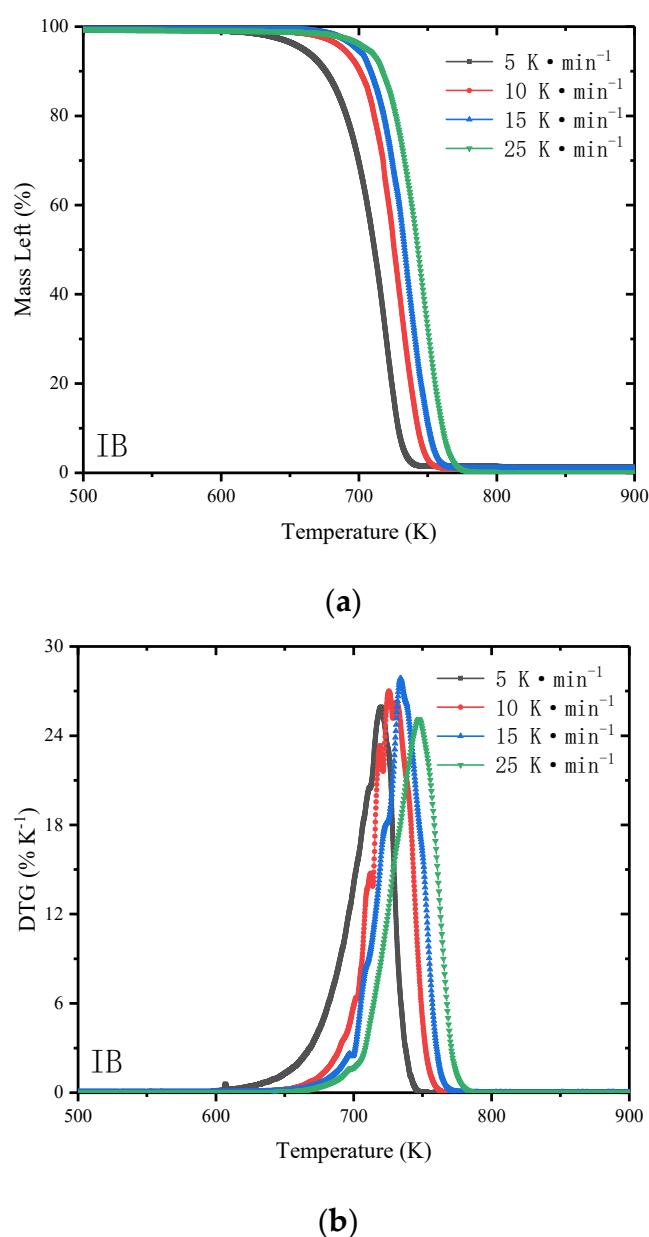 100
80
60
40
20
0
Mass Left (%)
5 K•min⁻¹
10 K•min⁻¹
15 K•min⁻¹
25 K•min⁻¹
IB
500 600 700 800 900
Temperature (K)
(a)
30
24
18
12
6
0
DTG (% K⁻¹)
5 K•min⁻¹
10 K•min⁻¹
15 K•min⁻¹
25 K•min⁻¹
IB
500 600 700 800 900
Temperature (K)
(b)